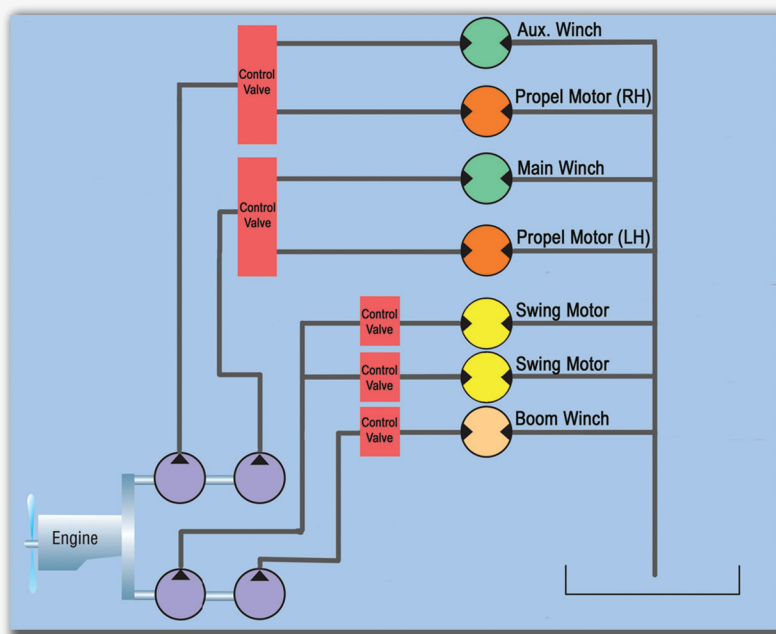 Aux. Winch
Control
Valve
Propel Motor (RH)
Main Winch
Control
Valve
Propel Motor (LH)
Swing Motor
Control
Valve
Swing Motor
Control
Valve
Boom Winch
Control
Valve
Engine